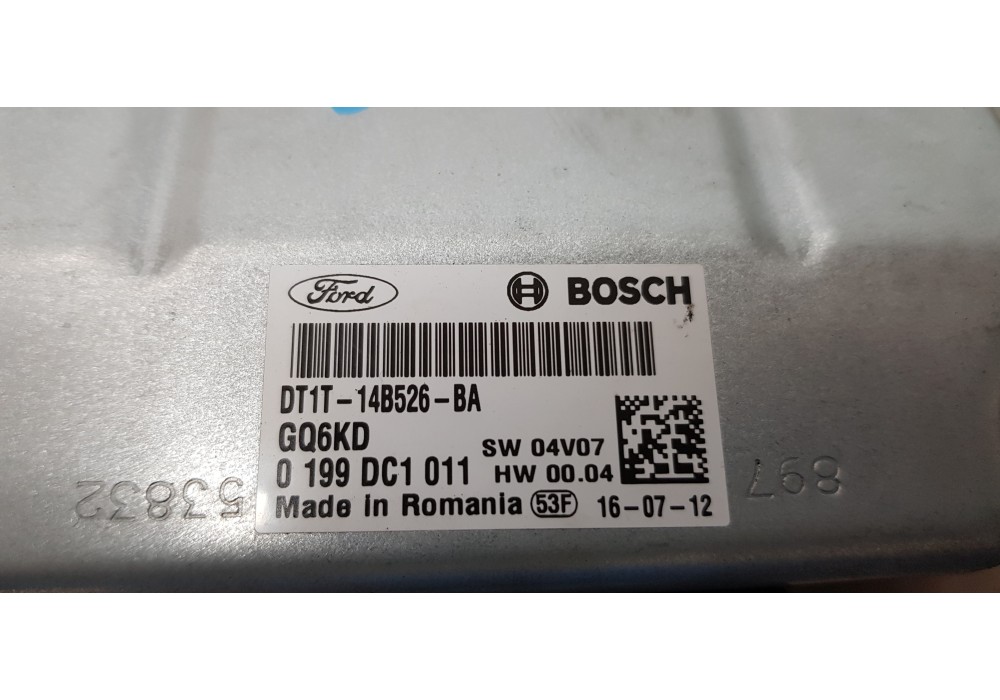 Ford BOSCH
DT1T-14B526-BA
GQ6KD
SW 04V07
0 199 DC1 011
HW 00.04
Made in Romania 53F 16-07-12
53832
897